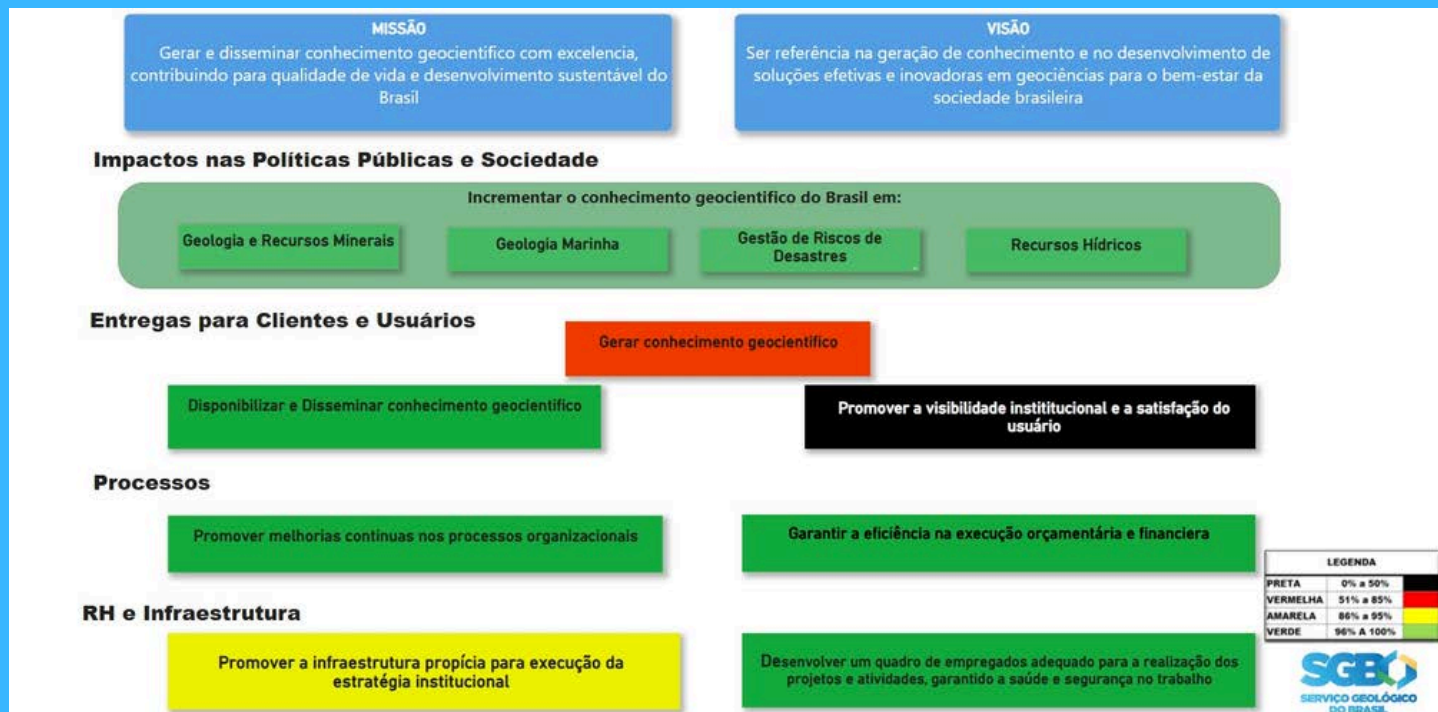 MISSÃO
Gerar e disseminar conhecimento geocientifico com excelencia,
contribuindo para qualidade de vida e desenvolvimento sustentável do
Brasil
VISÃO
Ser referência na geração de conhecimento e no desenvolvimento de
soluções efetivas e inovadoras em geociências para o bem-estar da
sociedade brasileira
Impactos nas Políticas Públicas e Sociedade
Incrementar o conhecimento geocientifico do Brasil em:
Geologia e Recursos Minerais
Geologia Marinha
Gestão de Riscos de
Desastres
Recursos Hídricos
Entregas para Clientes e Usuários
Gerar conhecimento geocientifico
Disponibilizar e Disseminar conhecimento geocientifico
Promover a visibilidade instititucional e a satisfação do
usuário
Processos
Promover melhorias continuas nos processos organizacionais
Garantir a eficiência na execução orçamentária e financiera
LEGENDA
PRETA 0% a 50%
VERMELHA 51% a 85%
AMARELA 86% a 95%
VERDE 96% A 100%
RH e Infraestrutura
Promover a infraestrutura propícia para execução da
estratégia institucional
Desenvolver um quadro de empregados adequado para a realização dos
projetos e atividades, garantido a saúde e segurança no trabalho
SGB
SERVIÇO GEOLÓGICO
DO BRASIL